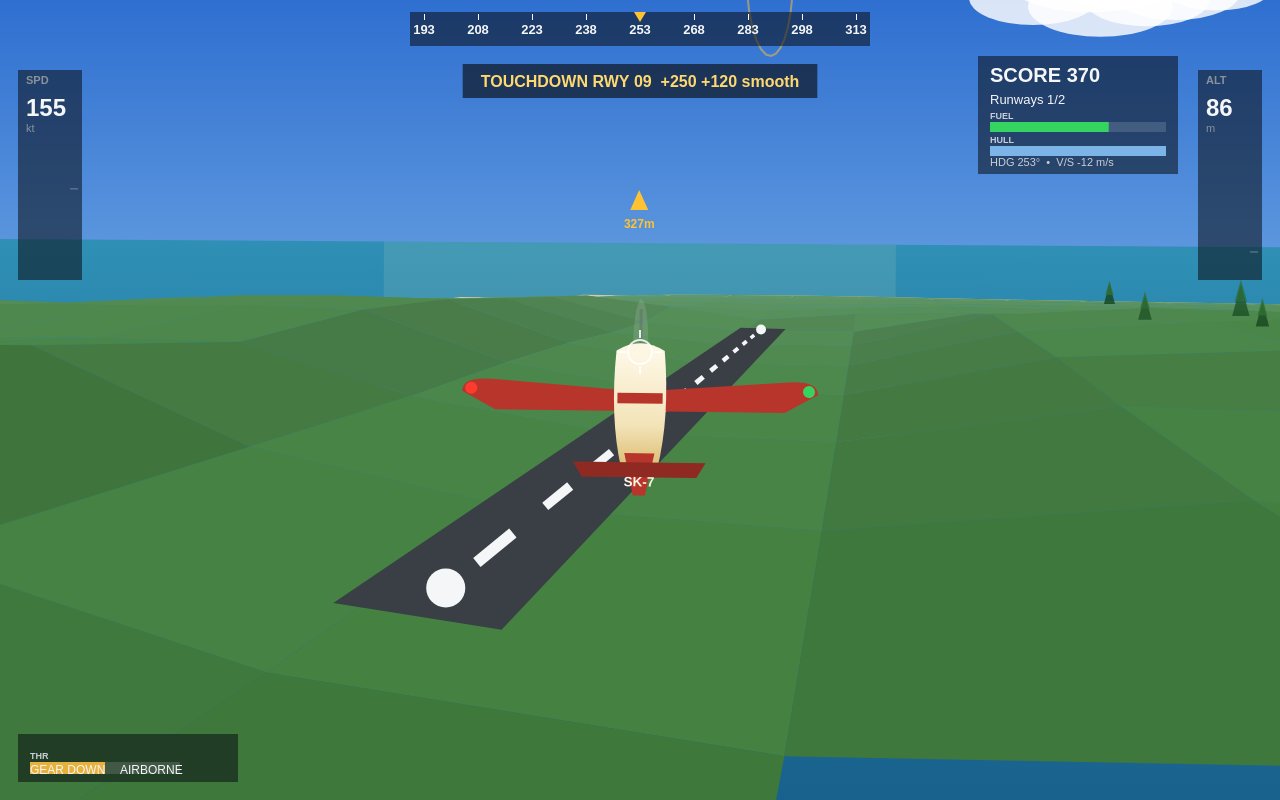 193 208 223 238 253 268 283 298 313
TOUCHDOWN RWY 09 +250 +120 smooth
SPD
155
kt
SCORE 370
Runways 1/2
FUEL
HULL
HDG 253° • V/S -12 m/s
ALT
86
m
327m
SK-7
THR
GEAR DOWN AIRBORNE